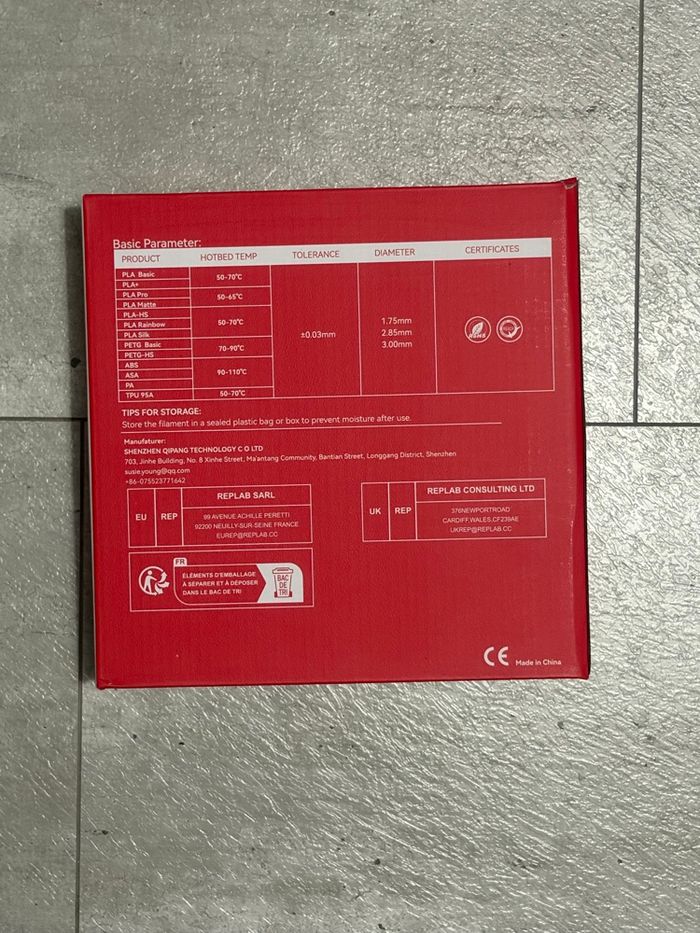 Basic Parameter:
PRODUCT HOTBED TEMP TOLERANCE DIAMETER CERTIFICATES
PLA Basic
PLA+
50-70°C
PLA Pro
PLA Matte
50-65°C
PLA-HS
PLA Rainbow
PLA Silk
50-70°C
PETG Basic
PETG-HS
70-90°C
ABS
ASA
PA
90-110°C
TPU 95A
50-70°C
±0.03mm
1.75mm
2.85mm
3.00mm
TIPS FOR STORAGE:
Store the filament in a sealed plastic bag or box to prevent moisture after use.
Manufacturer:
SHENZHEN QIPANG TECHNOLOGY C O LTD
703, Jinhe Building, No. 8 Xinhe Street, Ma'antang Community, Bantian Street, Longgang District, Shenzhen
susie.young@qq.com
+86-075523771642
EU REP
REPLAB SARL
99 AVENUE ACHILLE PERETTI
92200 NEUILLY-SUR-SEINE FRANCE
EUREP@REPLAB.CC
UK REP
REPLAB CONSULTING LTD
376NEWPORTROAD
CARDIFF,WALES,CF239AE
UKREP@REPLAB.CC
FR
ÉLÉMENTS D'EMBALLAGE
À SÉPARER ET À DÉPOSER
DANS LE BAC DE TRI
BAC
DE
TRI
CE Made in China